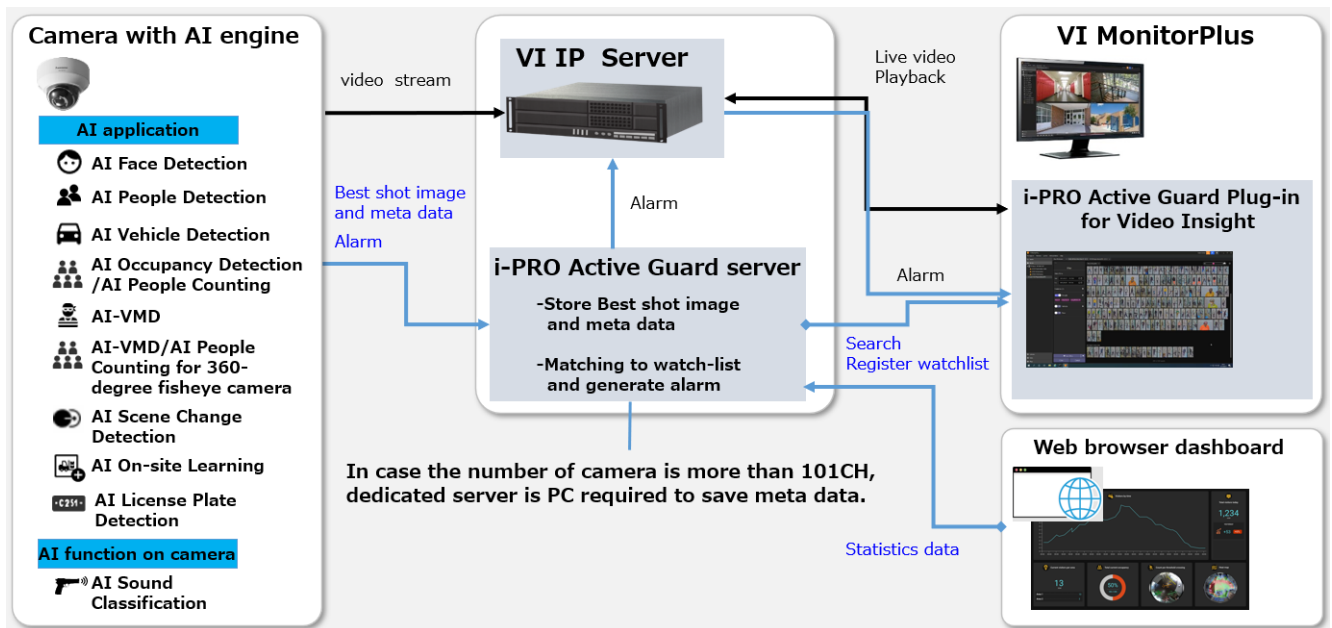 Camera with AI engine
AI application
AI Face Detection
AI People Detection
AI Vehicle Detection
AI Occupancy Detection
/AI People Counting
AI-VMD
AI-VMD/AI People
Counting for 360-
degree fisheye camera
AI Scene Change
Detection
AI On-site Learning
AI License Plate
Detection
AI function on camera
AI Sound
Classification
video stream
Best shot image
and meta data
Alarm
VI IP Server
Alarm
i-PRO Active Guard server
-Store Best shot image
and meta data
-Matching to watch-list
and generate alarm
In case the number of camera is more than 101CH,
dedicated server is PC required to save meta data.
Live video
Playback
Alarm
Search
Register watchlist
Statistics data
VI MonitorPlus
i-PRO Active Guard Plug-in
for Video Insight
Web browser dashboard
1,234
13
50%